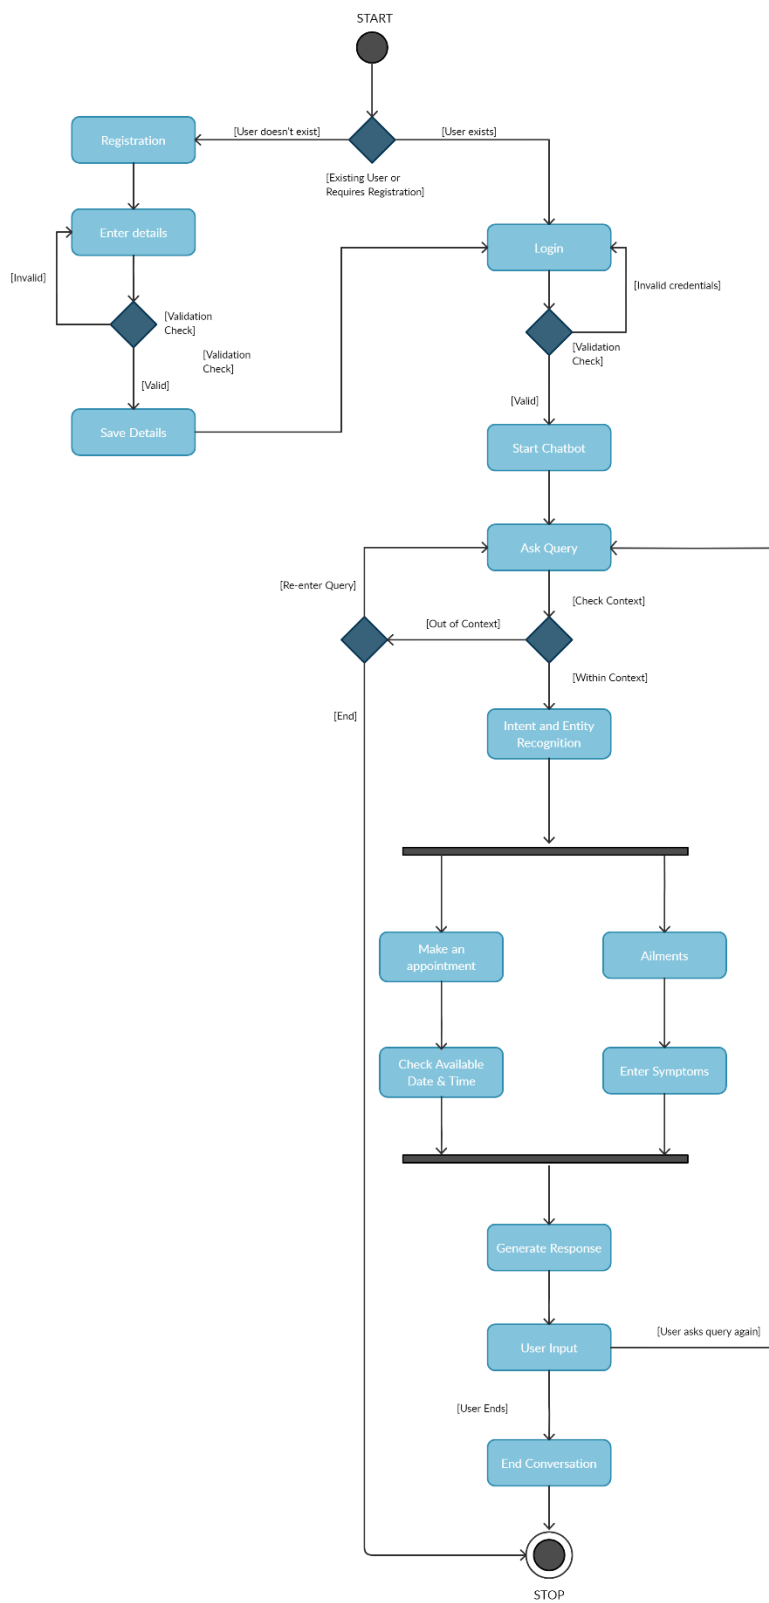 START
[User doesn't exist]
[User exists]
Registration
[Existing User or
Requires Registration]
Enter details
Login
[Invalid]
[Invalid credentials]
[Validation
Check]
[Validation
Check]
[Validation
Check]
[Valid]
[Valid]
Save Details
Start Chatbot
Ask Query
[Re-enter Query]
[Check Context]
[Out of Context]
[Within Context]
[End]
Intent and Entity
Recognition
Make an
appointment
Ailments
Check Available
Date & Time
Enter Symptoms
Generate Response
User Input
[User asks query again]
[User Ends]
End Conversation
STOP